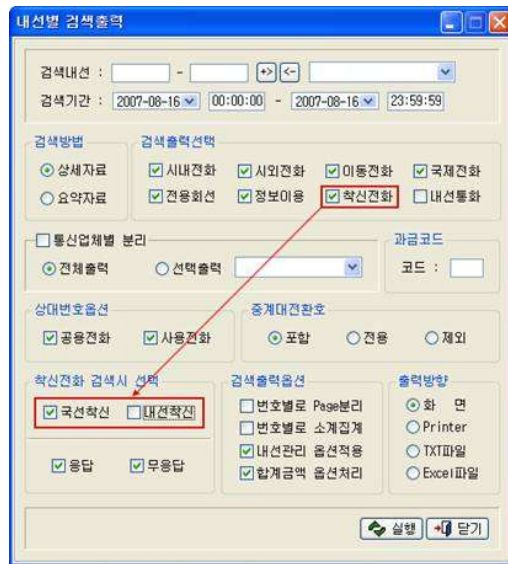 내선별 검색출력
검색내선 : - +> <-
검색기간 : 2007-08-16 00:00:00 - 2007-08-16 23:59:59
검색방법 검색출력선택
상세자료 시내전화 시외전화 이동전화 국제전화
요약자료 전용회선 정보이용 착신전화 내선통화
통신업체별 분리 과금코드
전체출력 선택출력 코드 :
상대번호옵션 중계대전환호
공용전화 사용전화 포함 전용 제외
착신전화 검색시 선택 검색출력옵션 출력방향
국선착신 내선착신 번호별로 Page분리 화 면
번호별로 소계집계 Printer
응답 무응답 내선관리 옵션적용 TXT파일
합계금액 옵션처리 Excel파일
실행 닫기